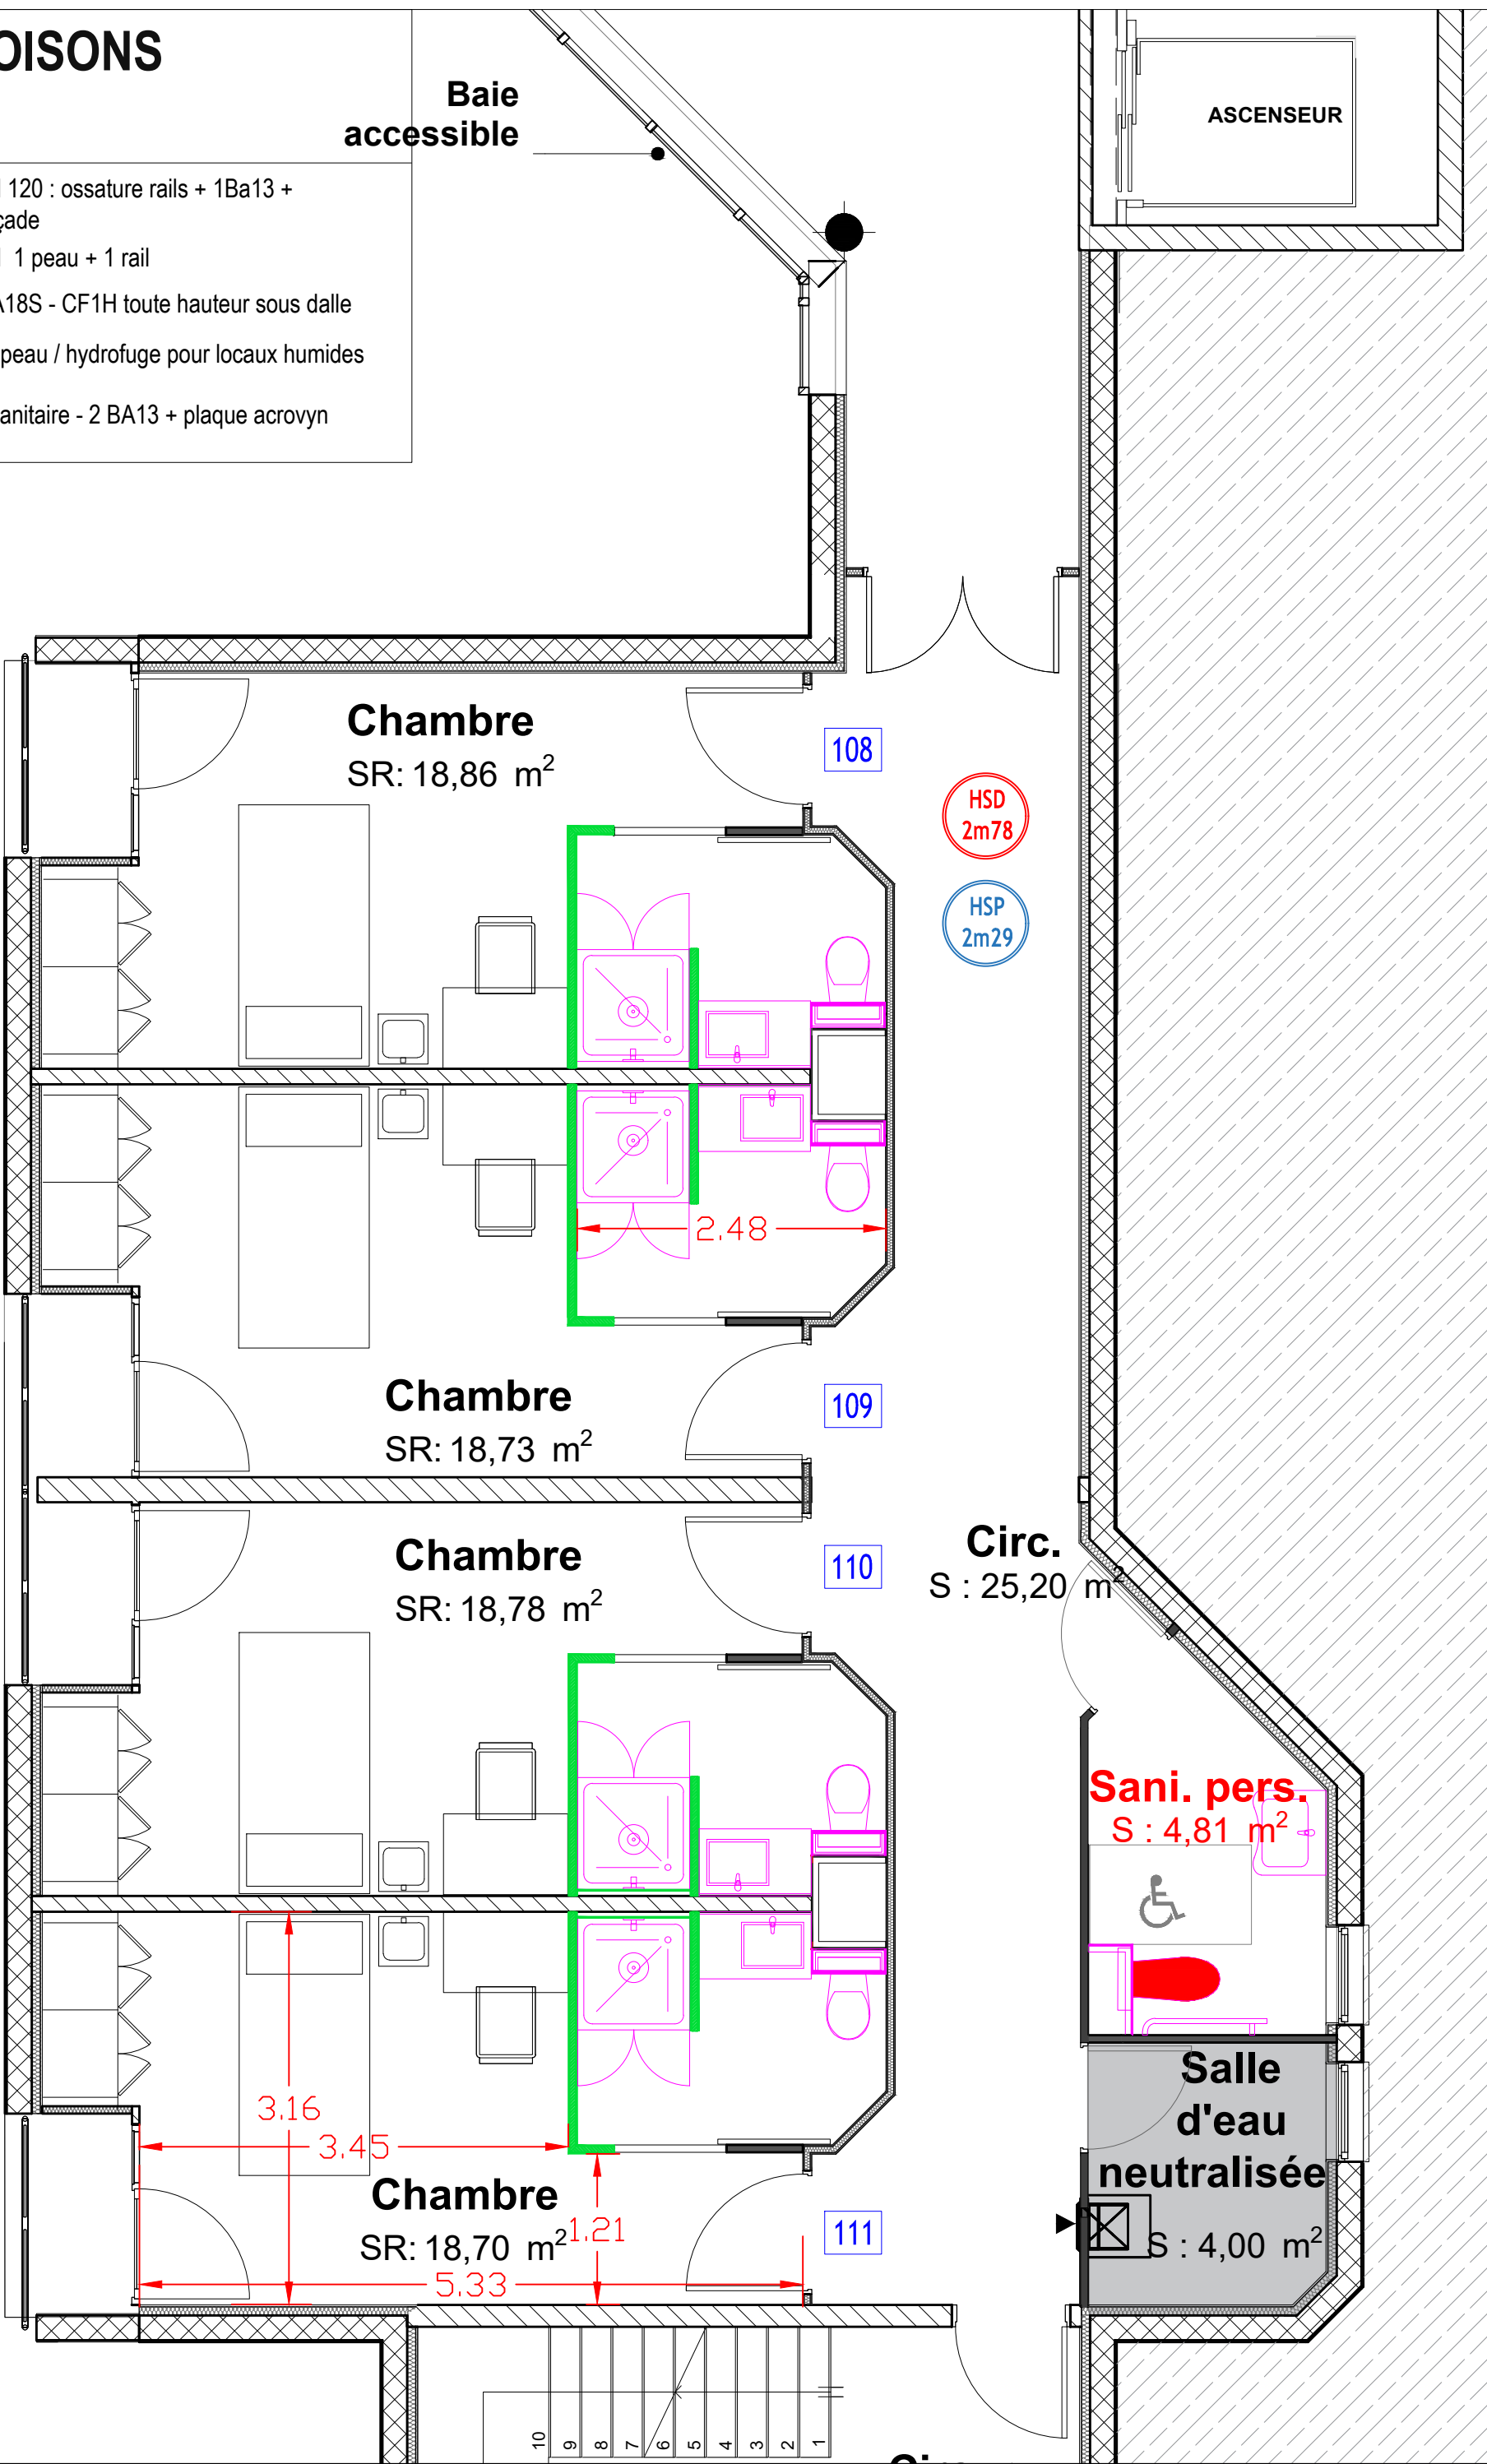 OISONS
Baie
accessible
ASCENSEUR
120 : ossature rails + 1Ba13 +
çade
1 peau + 1 rail
A18S - CF1H toute hauteur sous dalle
peau / hydrofuge pour locaux humides
anitaire - 2 BA13 + plaque acrovyn
Chambre
SR: 18,86 m²
108
HSD
2m78
HSP
2m29
2.48
Chambre
SR: 18,73 m²
109
Chambre
SR: 18,78 m²
110
Circ.
S : 25,20 m²
Sani. pers.
S : 4,81 m²
3.16
3.45
Chambre
SR: 18,70 m²
1.21
5.33
111
Salle
d'eau
neutralisée
S : 4,00 m²
10
9
8
7
6
5
4
3
2
1